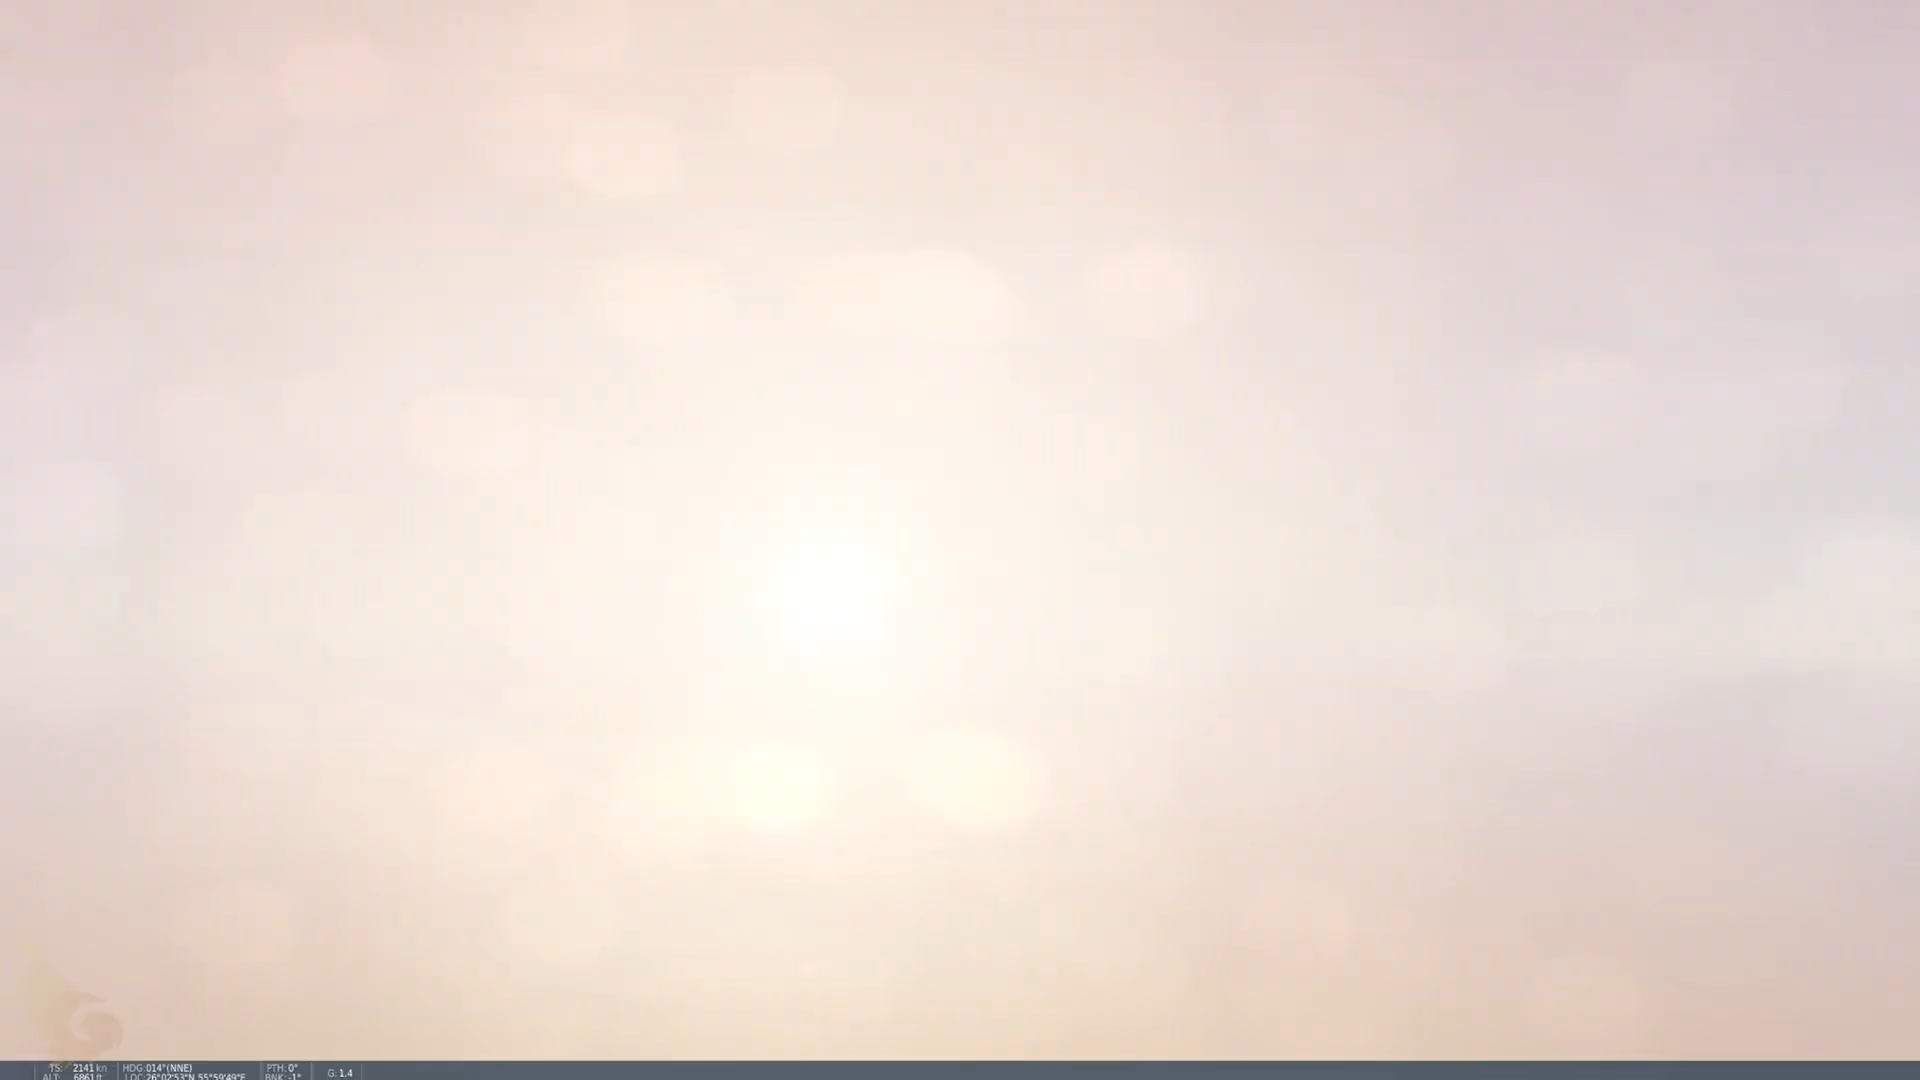 TS: 2141 kn HDG:014°(NNE) PTH:0° G: 1.4
ALT: 6861 ft LOC:26°02'53"N 55°59'49"E BNK:-1°